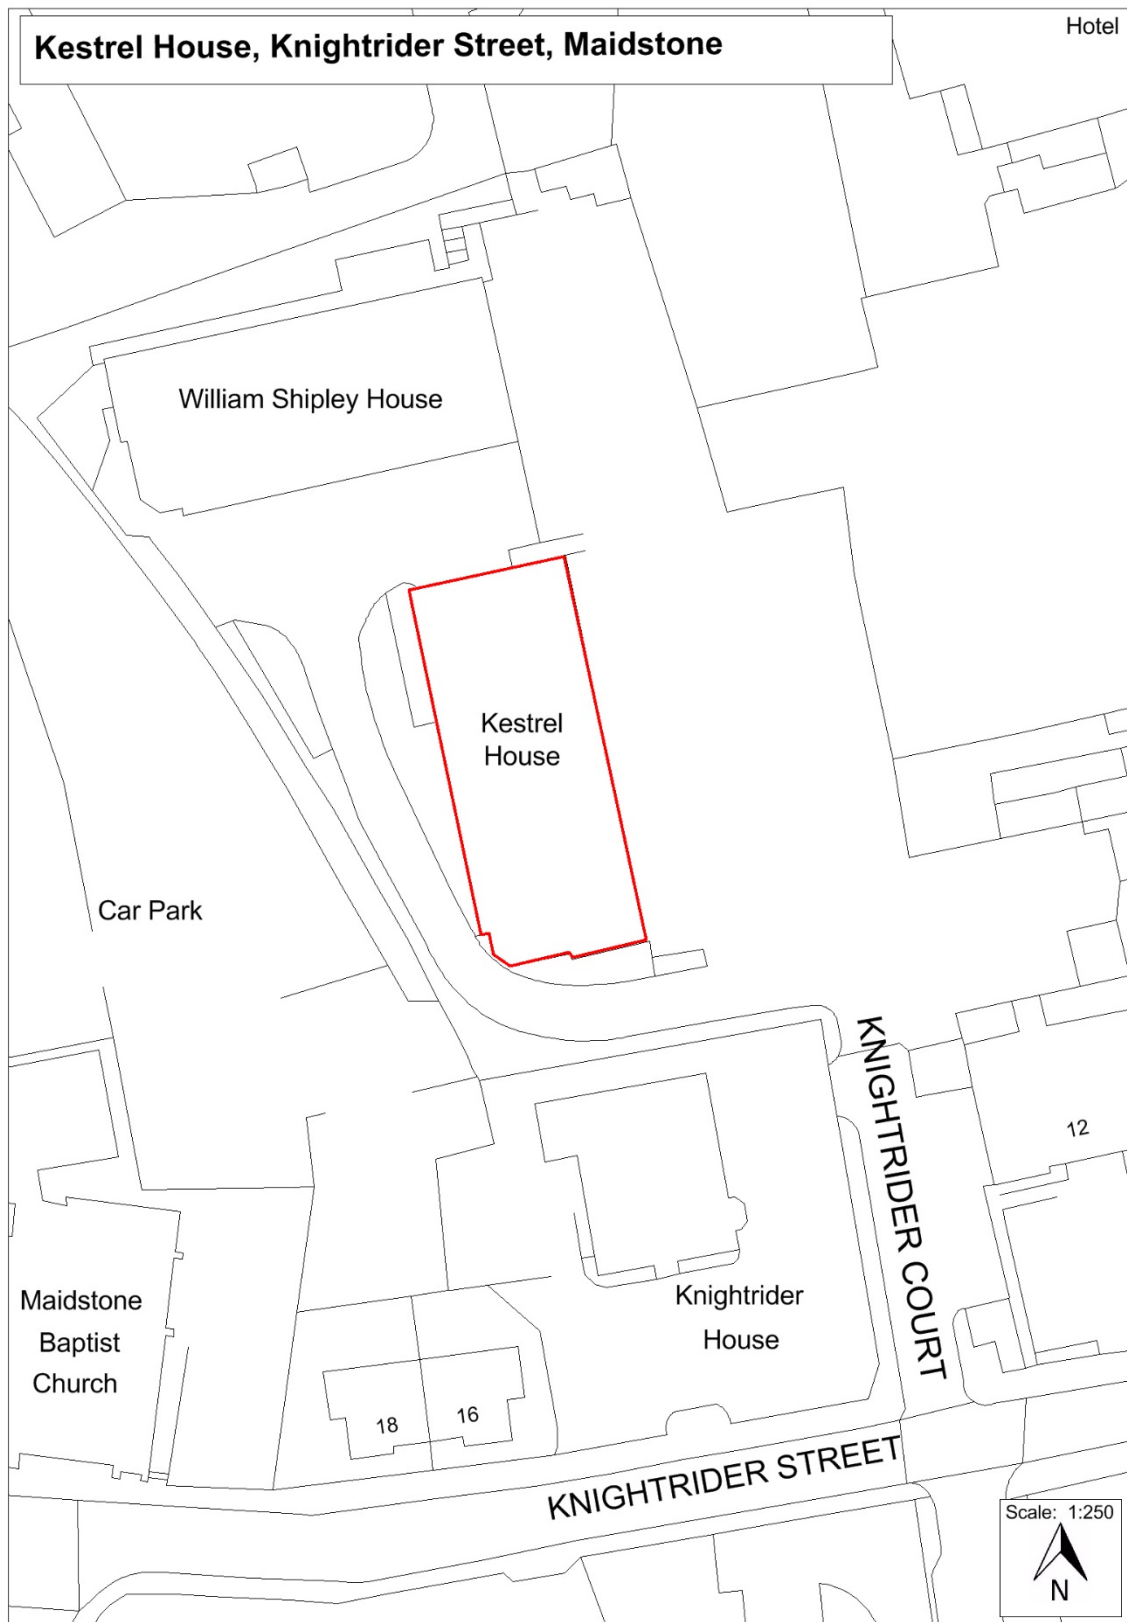 Kestrel House, Knightrider Street, Maidstone
Hotel
William Shipley House
Kestrel
House
Car Park
KNIGHTRIDER COURT
12
Maidstone
Baptist
Church
Knightrider
House
18
16
KNIGHTRIDER STREET
Scale: 1:250
N